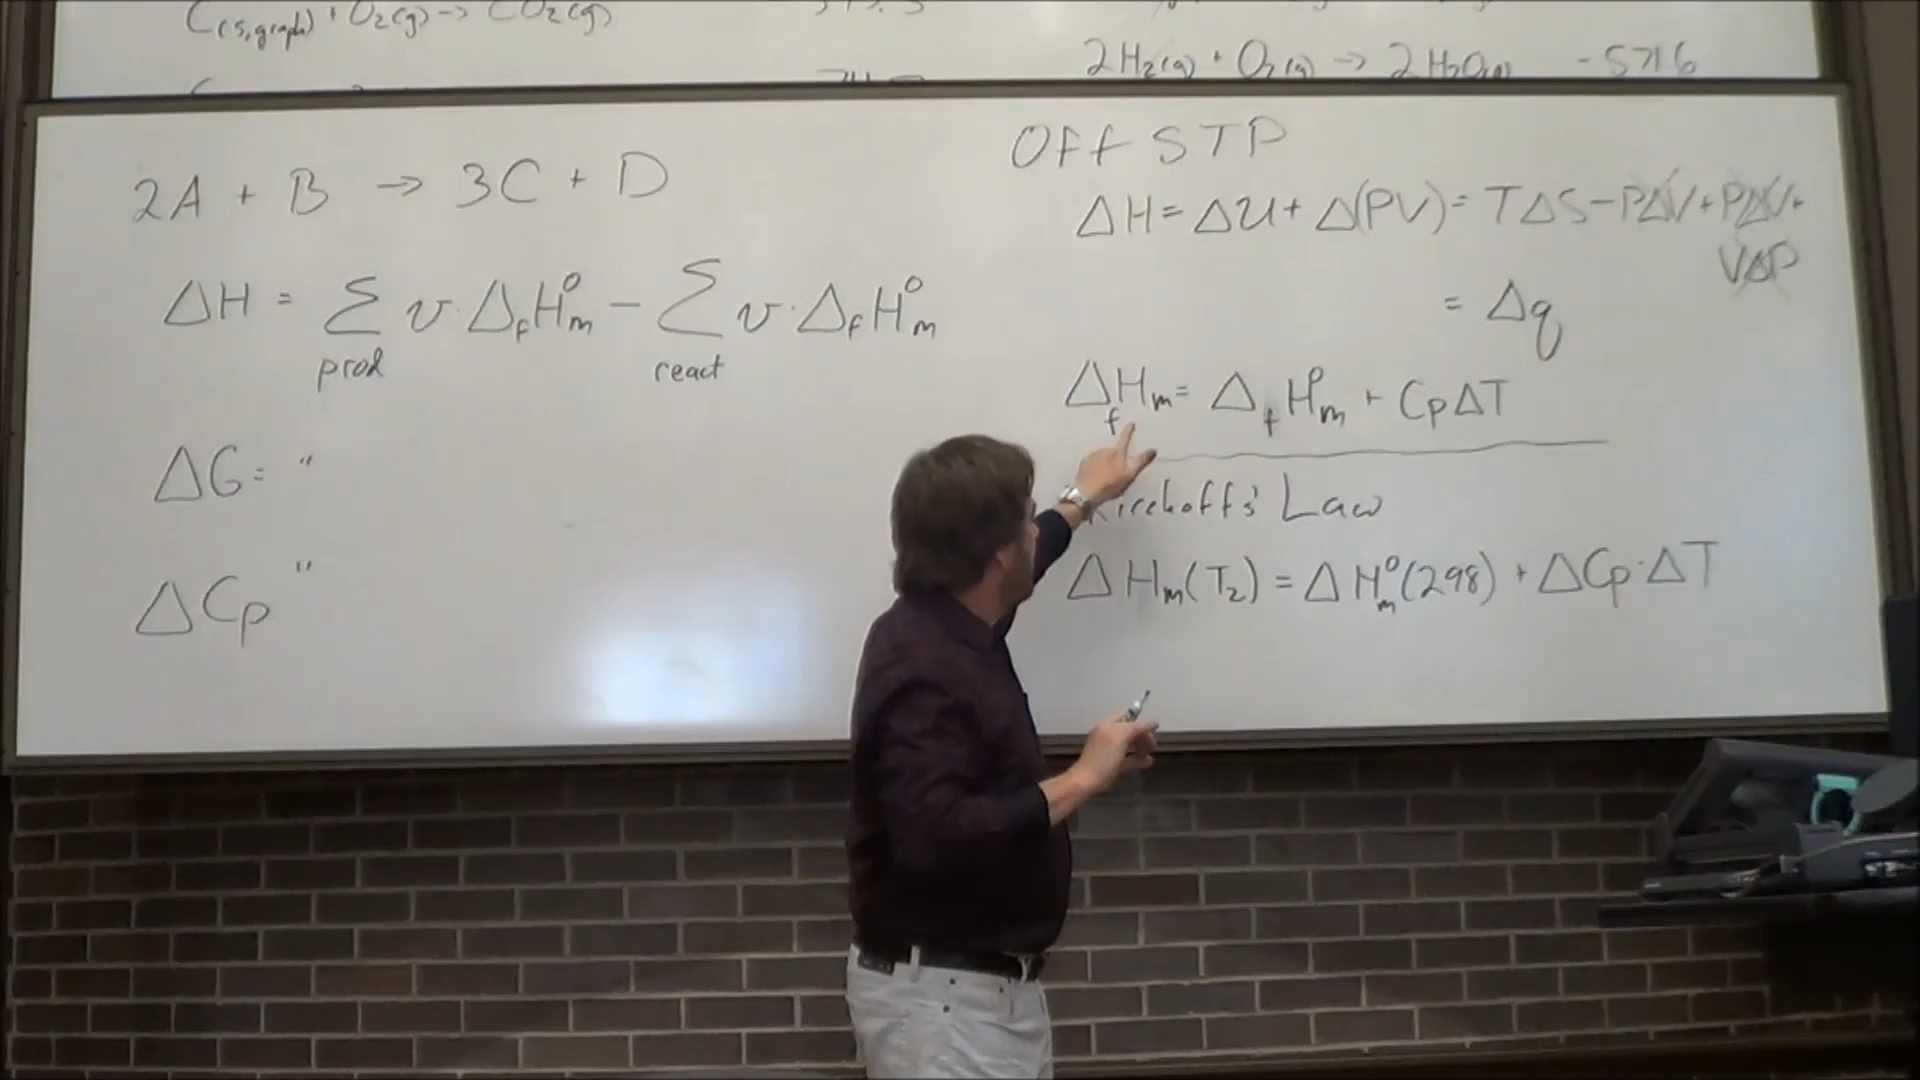 C(s,graph) + O2(g) -> CO2(g)
2H2(g) + O2(g) -> 2H2O(g) -571.6
2A + B -> 3C + D
ΔH = Σ ν·ΔfH°m - Σ ν·ΔfH°m
prod react
ΔG = "
ΔCp "
Off STP
ΔH = ΔU + Δ(PV) = TΔS - PΔV + PΔV +
VΔP
= Δq
ΔfHm = ΔfH°m + CpΔT
Kirchoff's Law
ΔHm(T2) = ΔH°m(298) + ΔCp·ΔT